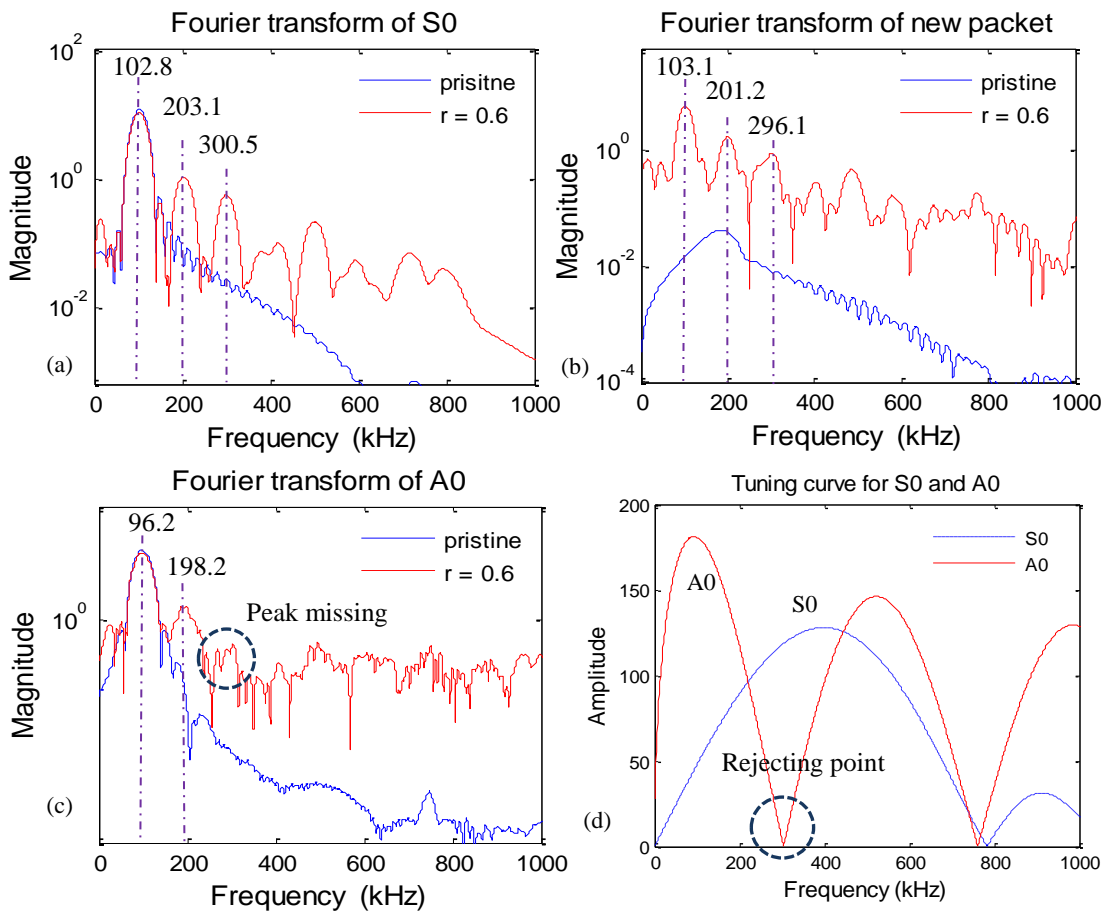 Fourier transform of S0
10^2
10^0
10^-2
Magnitude
102.8
203.1
300.5
prisitne
r = 0.6
(a)
0 200 400 600 800 1000
Frequency (kHz)
Fourier transform of new packet
10^0
10^-2
10^-4
Magnitude
103.1
201.2
296.1
pristine
r = 0.6
(b)
0 200 400 600 800 1000
Frequency (kHz)
Fourier transform of A0
10^0
Magnitude
96.2
198.2
pristine
r = 0.6
Peak missing
(c)
0 200 400 600 800 1000
Frequency (kHz)
Tuning curve for S0 and A0
200
150
100
50
0
Amplitude
S0
A0
A0
S0
Rejecting point
(d)
0 200 400 600 800 1000
Frequency (kHz)